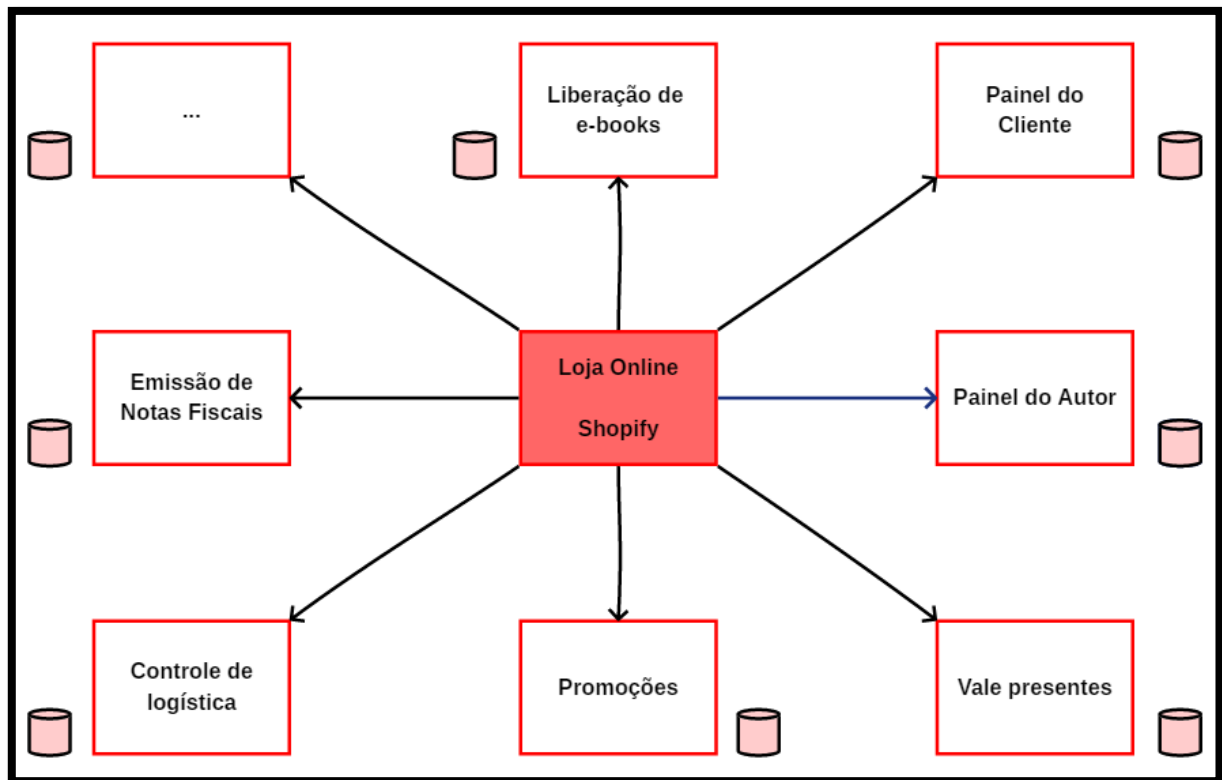 ...
Liberação de
e-books
Painel do
Cliente
Emissão de
Notas Fiscais
Loja Online
Shopify
Painel do Autor
Controle de
logística
Promoções
Vale presentes